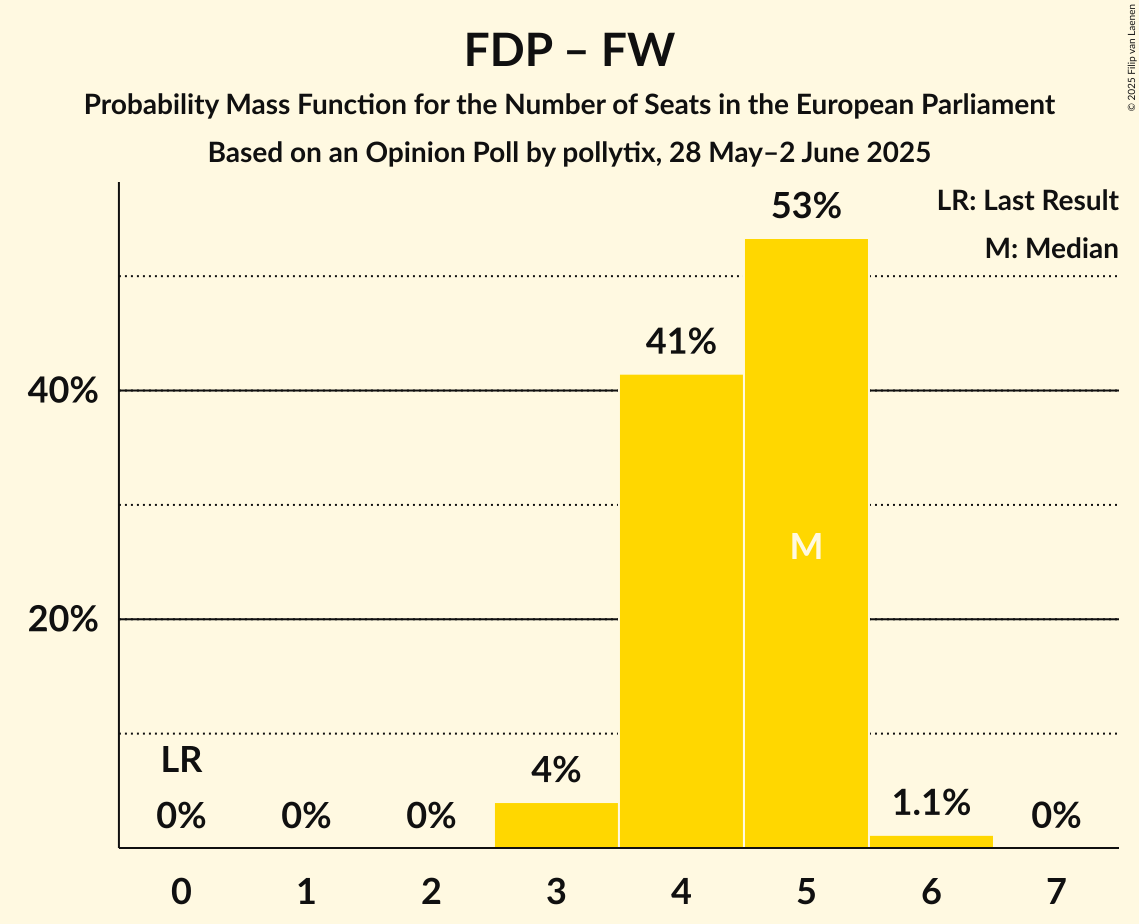 FDP – FW
Probability Mass Function for the Number of Seats in the European Parliament
Based on an Opinion Poll by pollytix, 28 May–2 June 2025
© 2025 Filip van Laenen
LR: Last Result
M: Median
53%
41%
40%
M
20%
LR
4%
0%
0%
0%
1.1%
0%
0
1
2
3
4
5
6
7